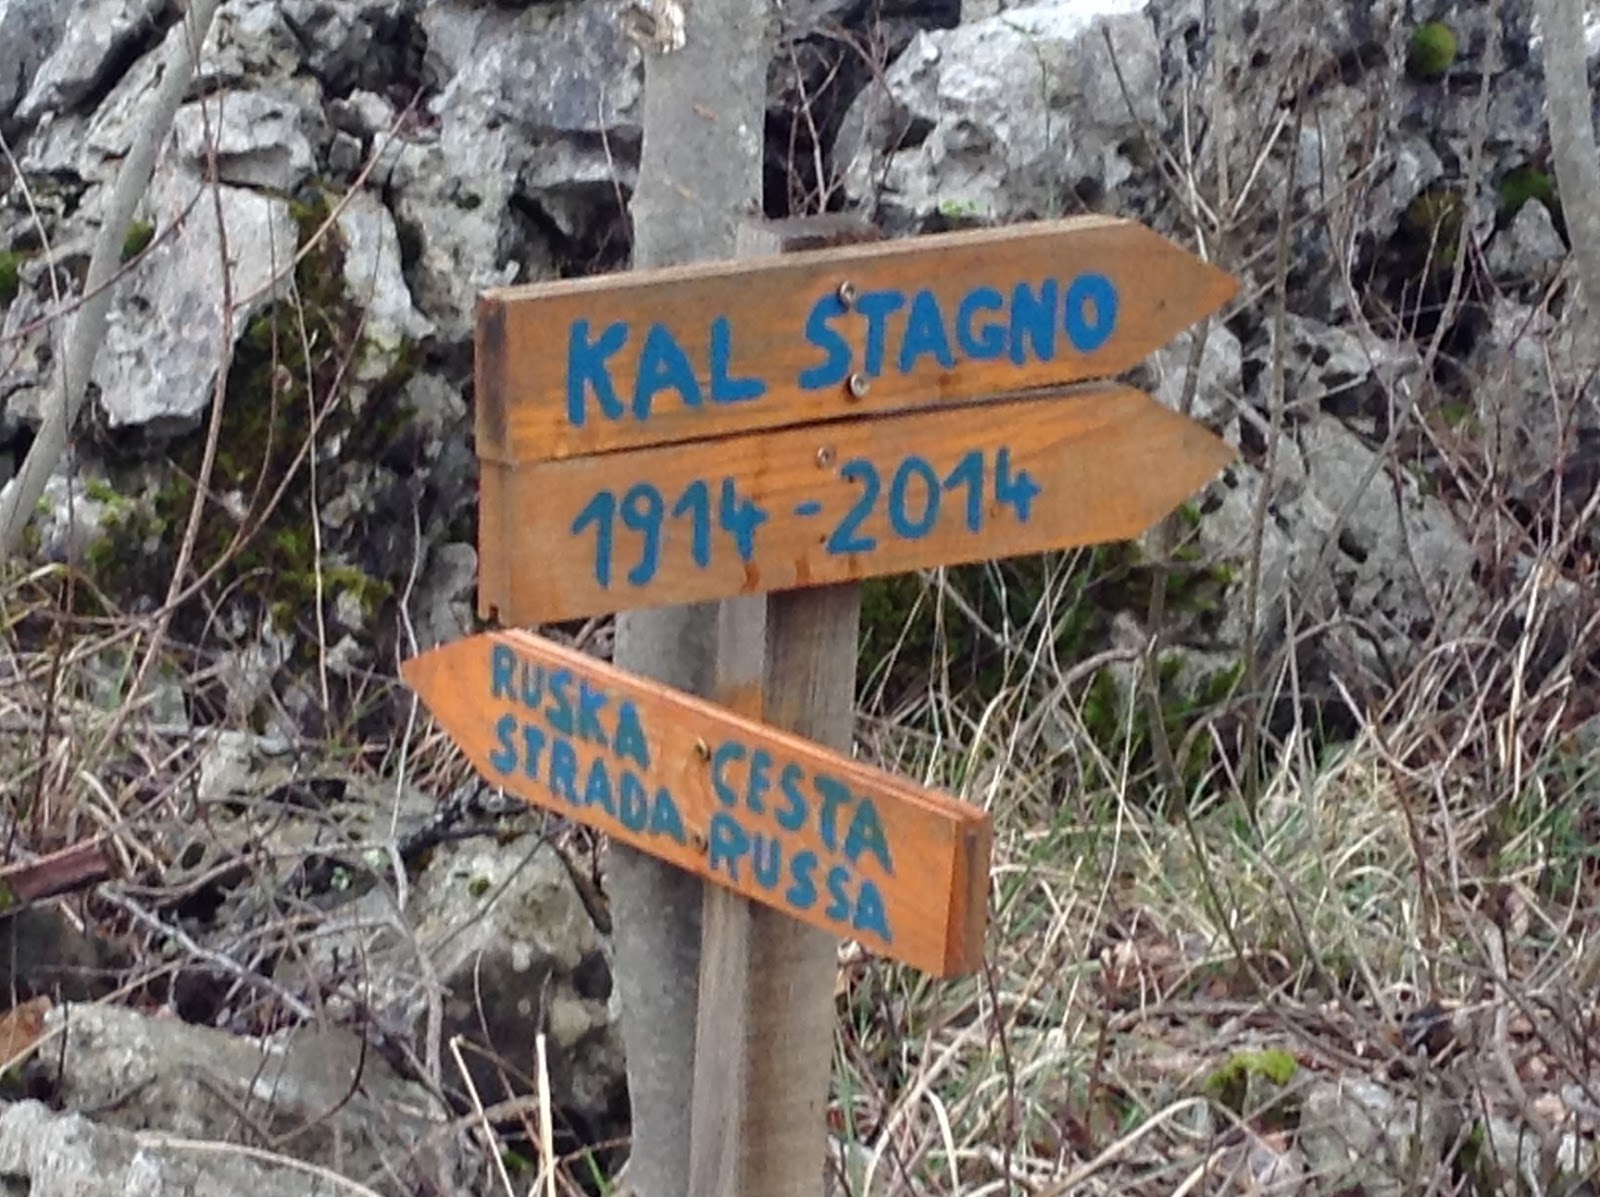 KAL STAGNO
1914-2014
RUSKA CESTA
STRADA RUSSA